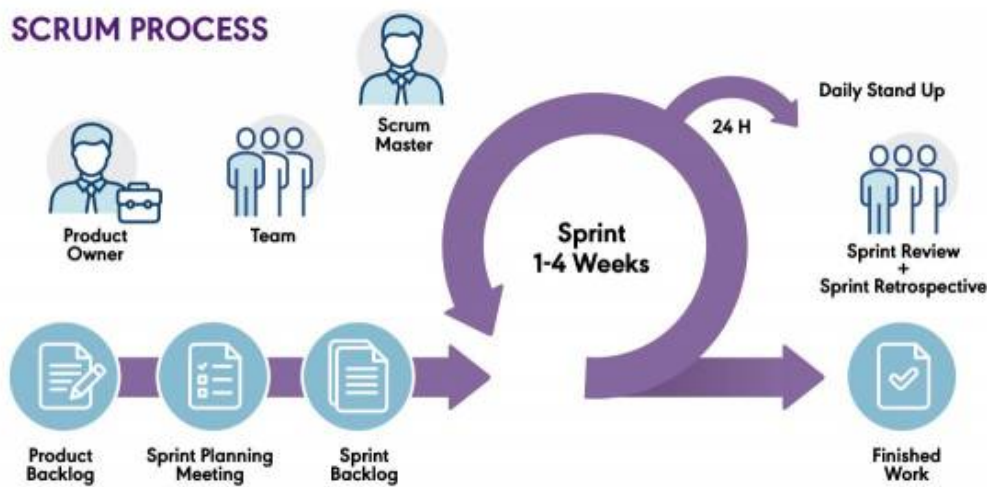 SCRUM PROCESS
Scrum
Master
Product
Owner
Team
Daily Stand Up
24 H
Sprint
1-4 Weeks
Sprint Review
+
Sprint Retrospective
Product
Backlog
Sprint Planning
Meeting
Sprint
Backlog
Finished
Work